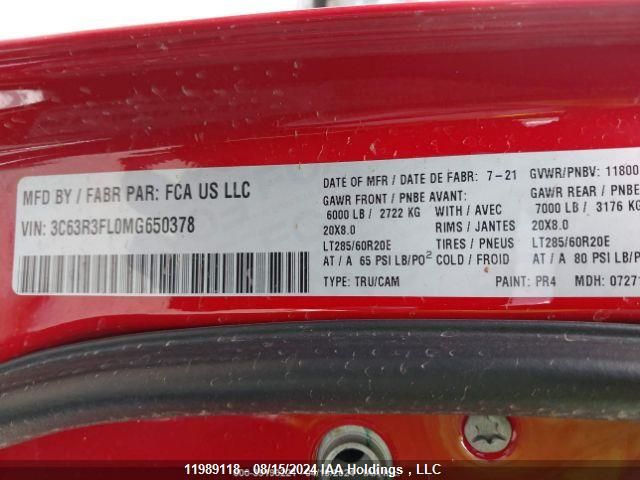 MFD BY / FABR PAR: FCA US LLC
VIN: 3C63R3FL0MG650378
DATE OF MFR / DATE DE FABR: 7-21 GVWR/PNBV: 11800
GAWR FRONT / PNBE AVANT: GAWR REAR / PNBE
6000 LB / 2722 KG WITH / AVEC 7000 LB / 3176 KG
20X8.0 RIMS / JANTES 20X8.0
LT285/60R20E TIRES / PNEUS LT285/60R20E
AT / A 65 PSI LB/PO2 COLD / FROID AT / A 80 PSI LB/P
TYPE: TRU/CAM PAINT: PR4 MDH: 0727
11989118 - 08/15/2024 IAA Holdings , LLC